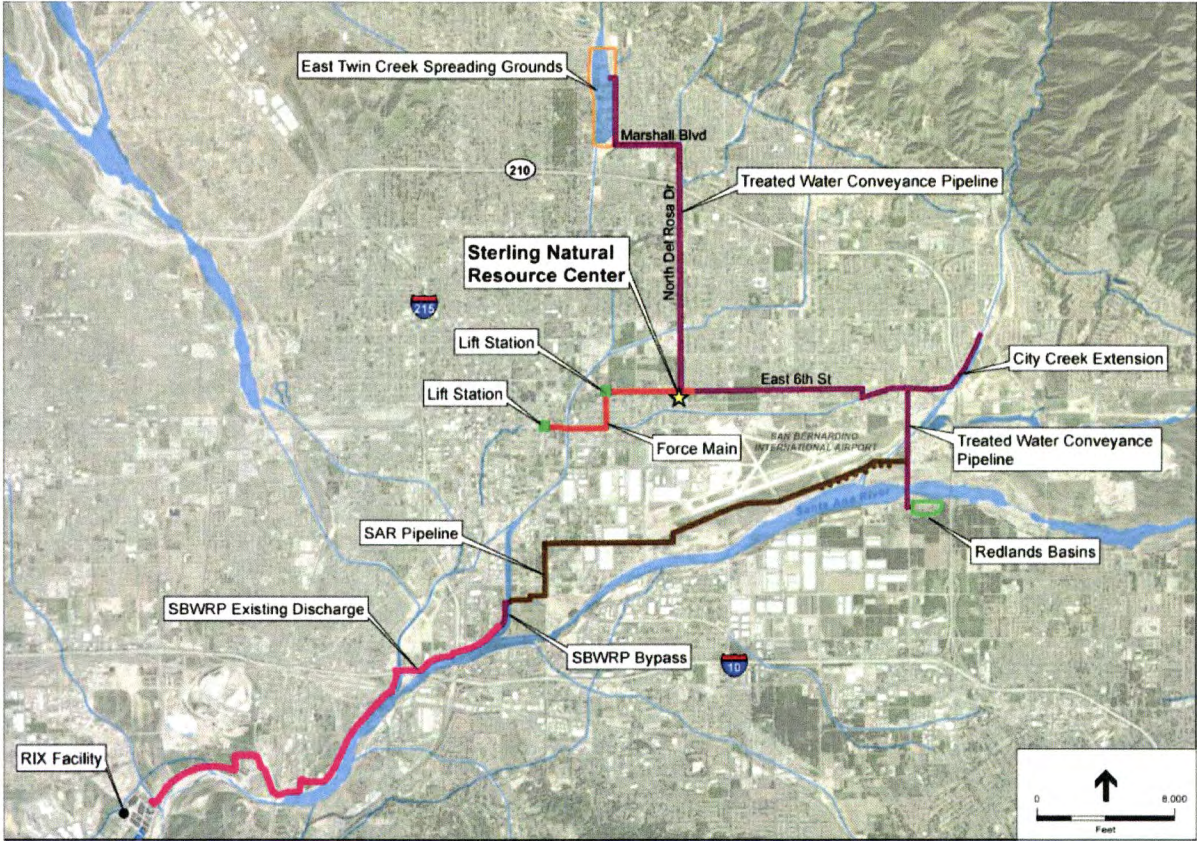 East Twin Creek Spreading Grounds
Marshall Blvd
210
Treated Water Conveyance Pipeline
North Del Rosa Dr
Sterling Natural
Resource Center
215
Lift Station
City Creek Extension
East 6th St
Lift Station
Force Main
SAN BERNARDINO
INTERNATIONAL AIRPORT
Treated Water Conveyance
Pipeline
Santa Ana River
SAR Pipeline
Redlands Basins
SBWRP Existing Discharge
SBWRP Bypass
10
RIX Facility
0
8,000
Feet